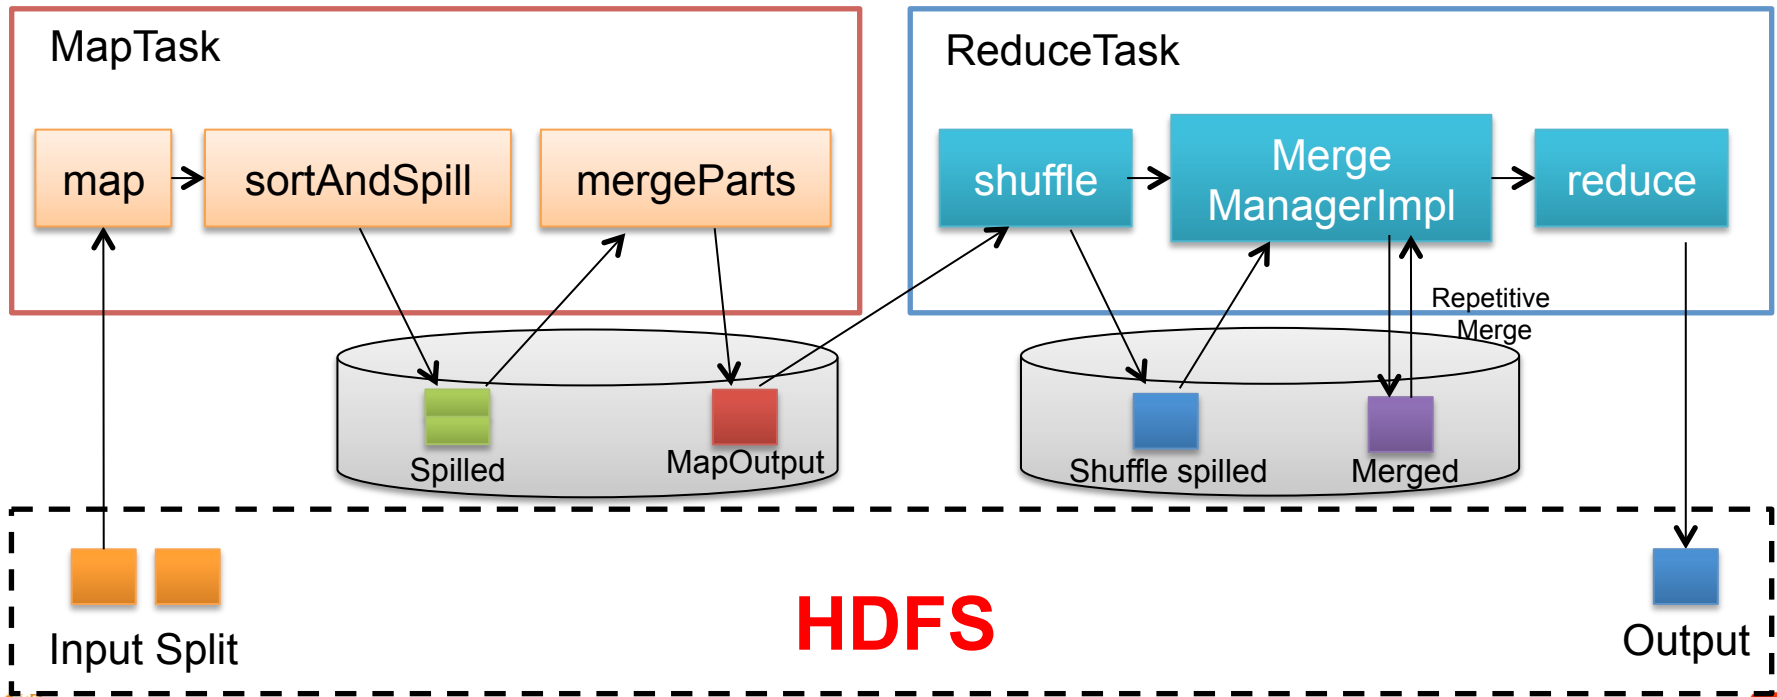 MapTask
ReduceTask
map
sortAndSpill
mergeParts
shuffle
Merge
ManagerImpl
reduce
Repetitive
Merge
Spilled
MapOutput
Shuffle spilled
Merged
Input Split
HDFS
Output